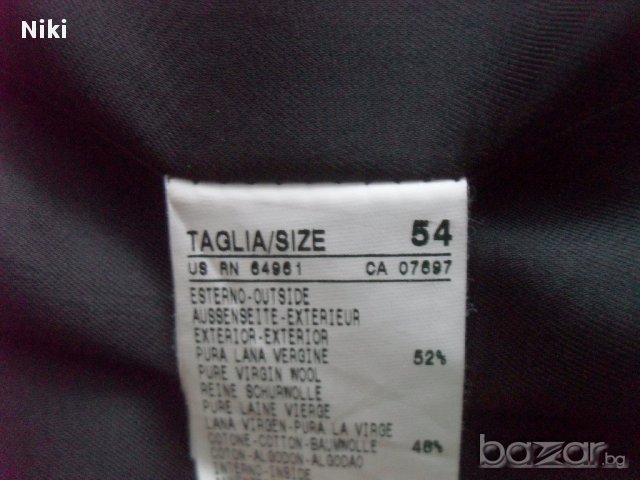 Niki
TAGLIA/SIZE 54
US RN 64961 CA 07697
ESTERNO-OUTSIDE
AUSSENSEITE-EXTERIEUR
EXTERIOR-EXTERIOR
PURA LANA VERGINE 52%
PURE VIRGIN WOOL
REINE SCHURWOLLE
PURE LAINE VIERGE
LANA VIRGEN-PURA LA VIRGE
COTONE-COTTON-BAUMWOLLE 48%
COTON-ALGODON-ALGODAO
INTERNO-INSIDE
bazar.bg